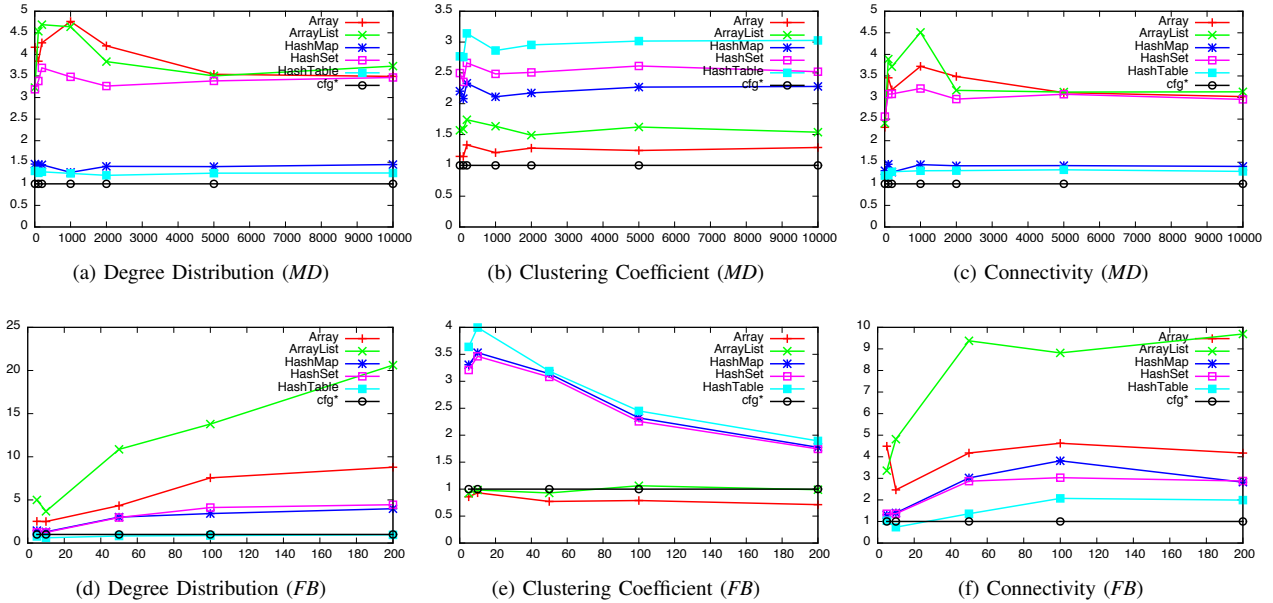 5
4.5
4
3.5
3
2.5
2
1.5
1
0.5
0
0 1000 2000 3000 4000 5000 6000 7000 8000 9000 10000
Array
ArrayList
HashMap
HashSet
HashTable
cfg*
(a) Degree Distribution (MD)
3.5
3
2.5
2
1.5
1
0.5
0
0 1000 2000 3000 4000 5000 6000 7000 8000 9000 10000
Array
ArrayList
HashMap
HashSet
HashTable
cfg*
(b) Clustering Coefficient (MD)
5
4.5
4
3.5
3
2.5
2
1.5
1
0.5
0
0 1000 2000 3000 4000 5000 6000 7000 8000 9000 10000
Array
ArrayList
HashMap
HashSet
HashTable
cfg*
(c) Connectivity (MD)
25
20
15
10
5
0
0 20 40 60 80 100 120 140 160 180 200
Array
ArrayList
HashMap
HashSet
HashTable
cfg*
(d) Degree Distribution (FB)
4
3.5
3
2.5
2
1.5
1
0.5
0
0 20 40 60 80 100 120 140 160 180 200
Array
ArrayList
HashMap
HashSet
HashTable
cfg*
(e) Clustering Coefficient (FB)
10
9
8
7
6
5
4
3
2
1
0
0 20 40 60 80 100 120 140 160 180 200
Array
ArrayList
HashMap
HashSet
HashTable
cfg*
(f) Connectivity (FB)